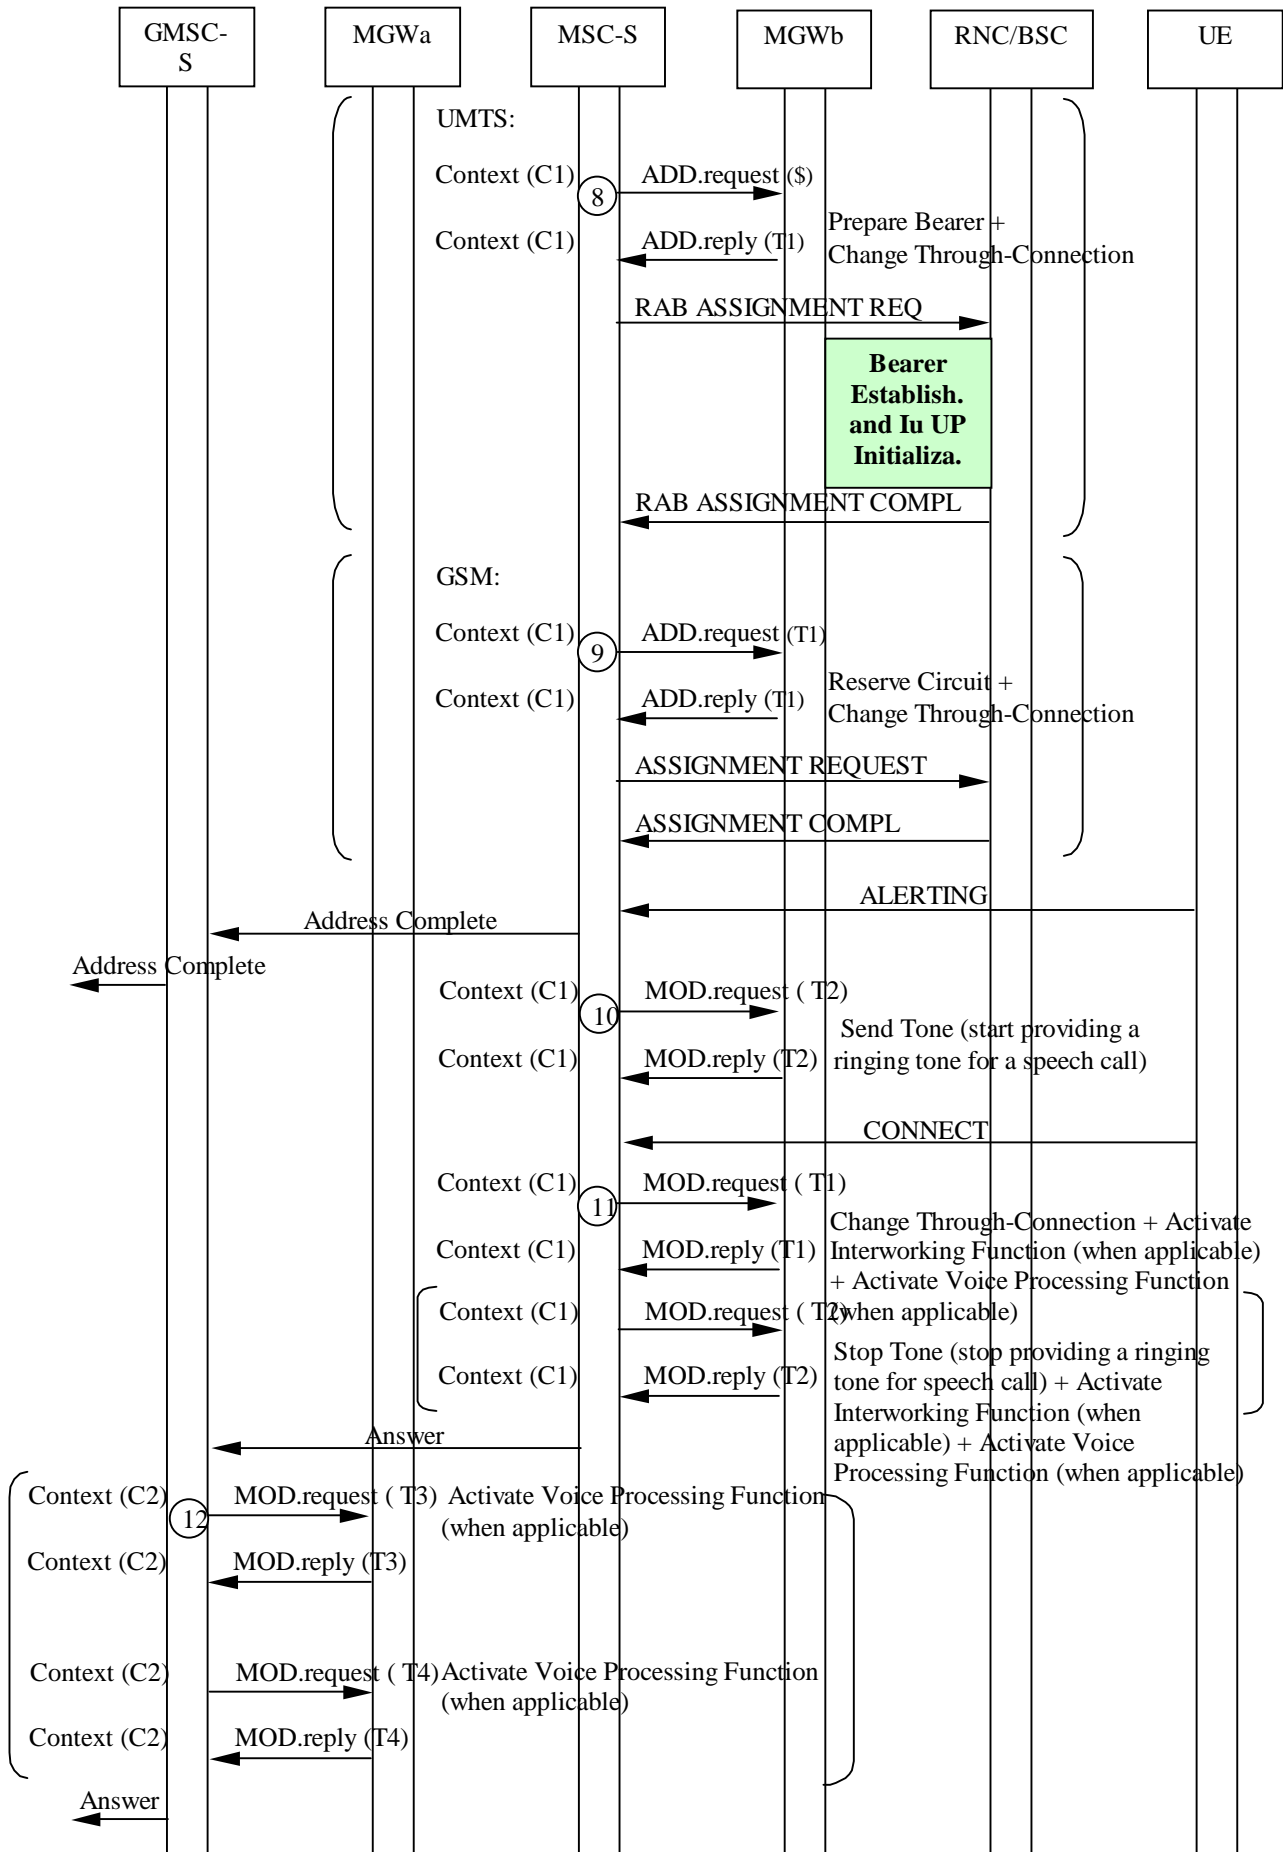 GMSC-
S
MGWa
MSC-S
MGWb
RNC/BSC
UE
UMTS:
Context (C1)
8
ADD.request ($)
Context (C1)
ADD.reply (T1)
Prepare Bearer +
Change Through-Connection
RAB ASSIGNMENT REQ
Bearer
Establish.
and Iu UP
Initializa.
RAB ASSIGNMENT COMPL
GSM:
Context (C1)
9
ADD.request (T1)
Context (C1)
ADD.reply (T1)
Reserve Circuit +
Change Through-Connection
ASSIGNMENT REQUEST
ASSIGNMENT COMPL
ALERTING
Address Complete
Address Complete
Context (C1)
10
MOD.request ( T2)
Context (C1)
MOD.reply (T2)
Send Tone (start providing a
ringing tone for a speech call)
CONNECT
Context (C1)
11
MOD.request ( T1)
Context (C1)
MOD.reply (T1)
Change Through-Connection + Activate
Interworking Function (when applicable)
+ Activate Voice Processing Function
(when applicable)
Context (C1)
MOD.request ( T2)
Context (C1)
MOD.reply (T2)
Stop Tone (stop providing a ringing
tone for speech call) + Activate
Interworking Function (when
applicable) + Activate Voice
Processing Function (when applicable)
Answer
Context (C2)
12
MOD.request ( T3)
Activate Voice Processing Function
(when applicable)
Context (C2)
MOD.reply (T3)
Context (C2)
MOD.request ( T4)
Activate Voice Processing Function
(when applicable)
Context (C2)
MOD.reply (T4)
Answer